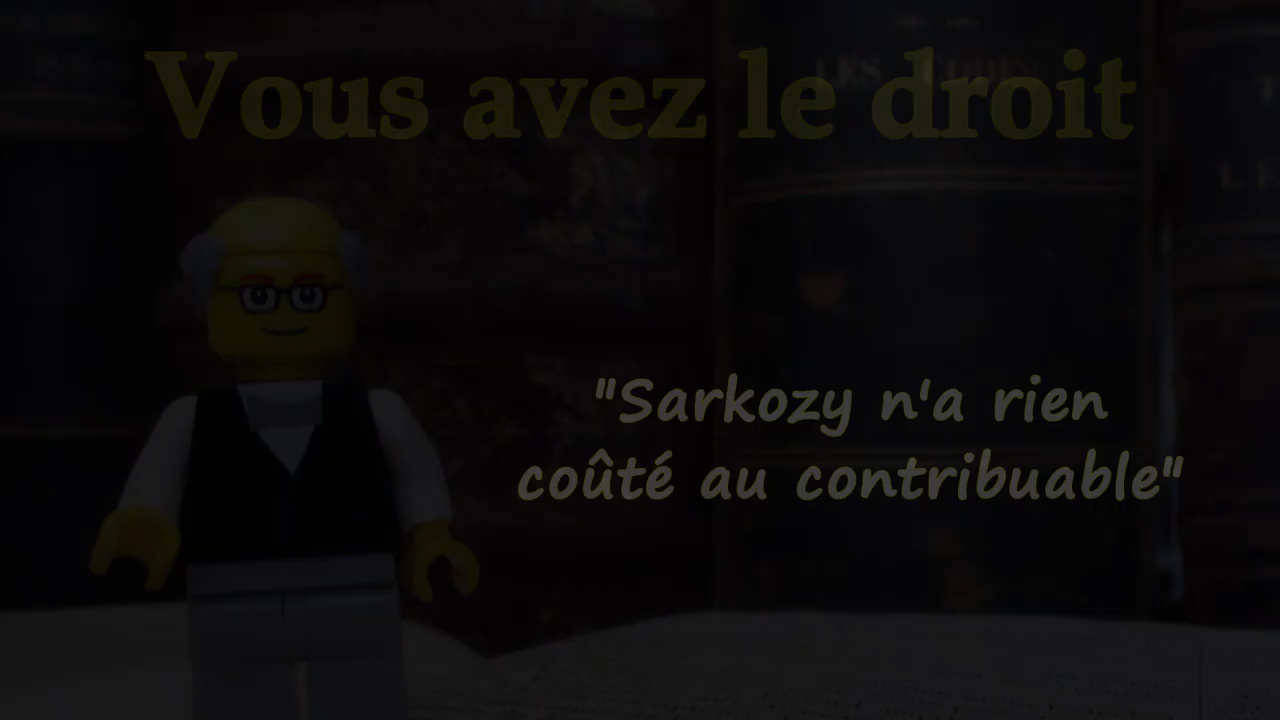 Vous avez le droit
"Sarkozy n'a rien
coûté au contribuable"